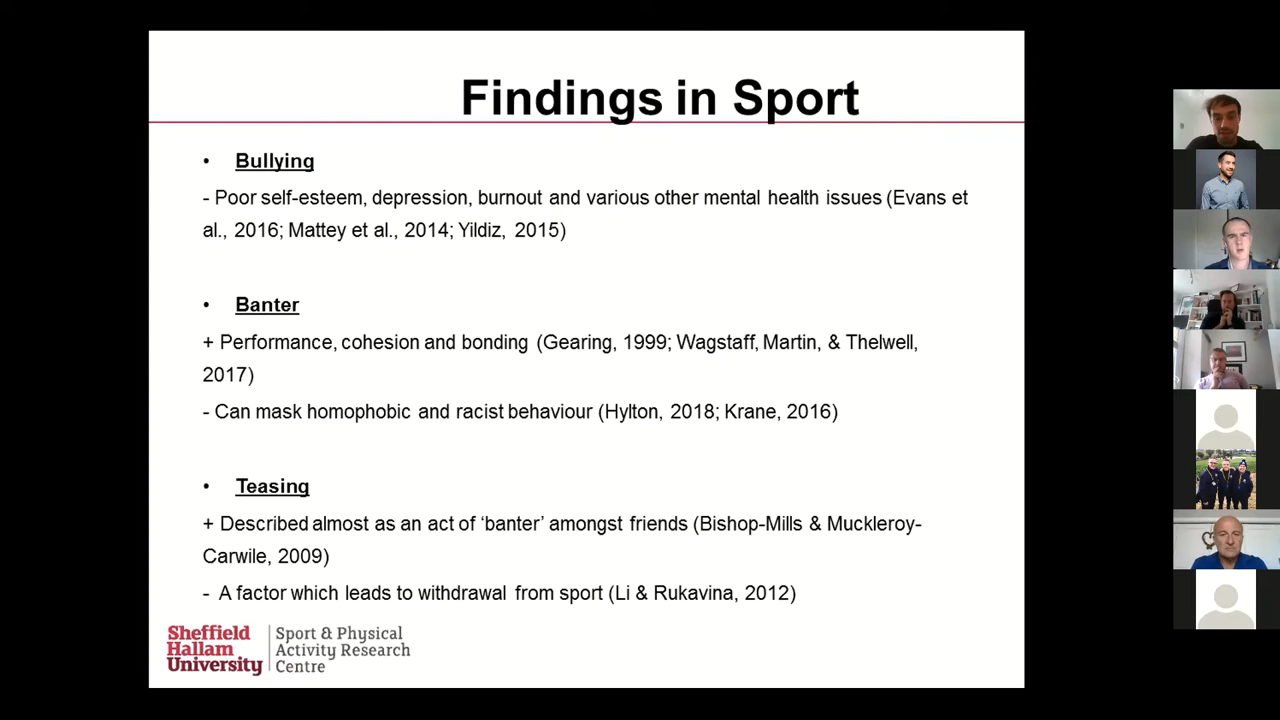 Findings in Sport
• Bullying
- Poor self-esteem, depression, burnout and various other mental health issues (Evans et
al., 2016; Mattey et al., 2014; Yildiz, 2015)
• Banter
+ Performance, cohesion and bonding (Gearing, 1999; Wagstaff, Martin, & Thelwell,
2017)
- Can mask homophobic and racist behaviour (Hylton, 2018; Krane, 2016)
• Teasing
+ Described almost as an act of ‘banter’ amongst friends (Bishop-Mills & Muckleroy-
Carwile, 2009)
- A factor which leads to withdrawal from sport (Li & Rukavina, 2012)
Sheffield
Hallam
University
Sport & Physical
Activity Research
Centre